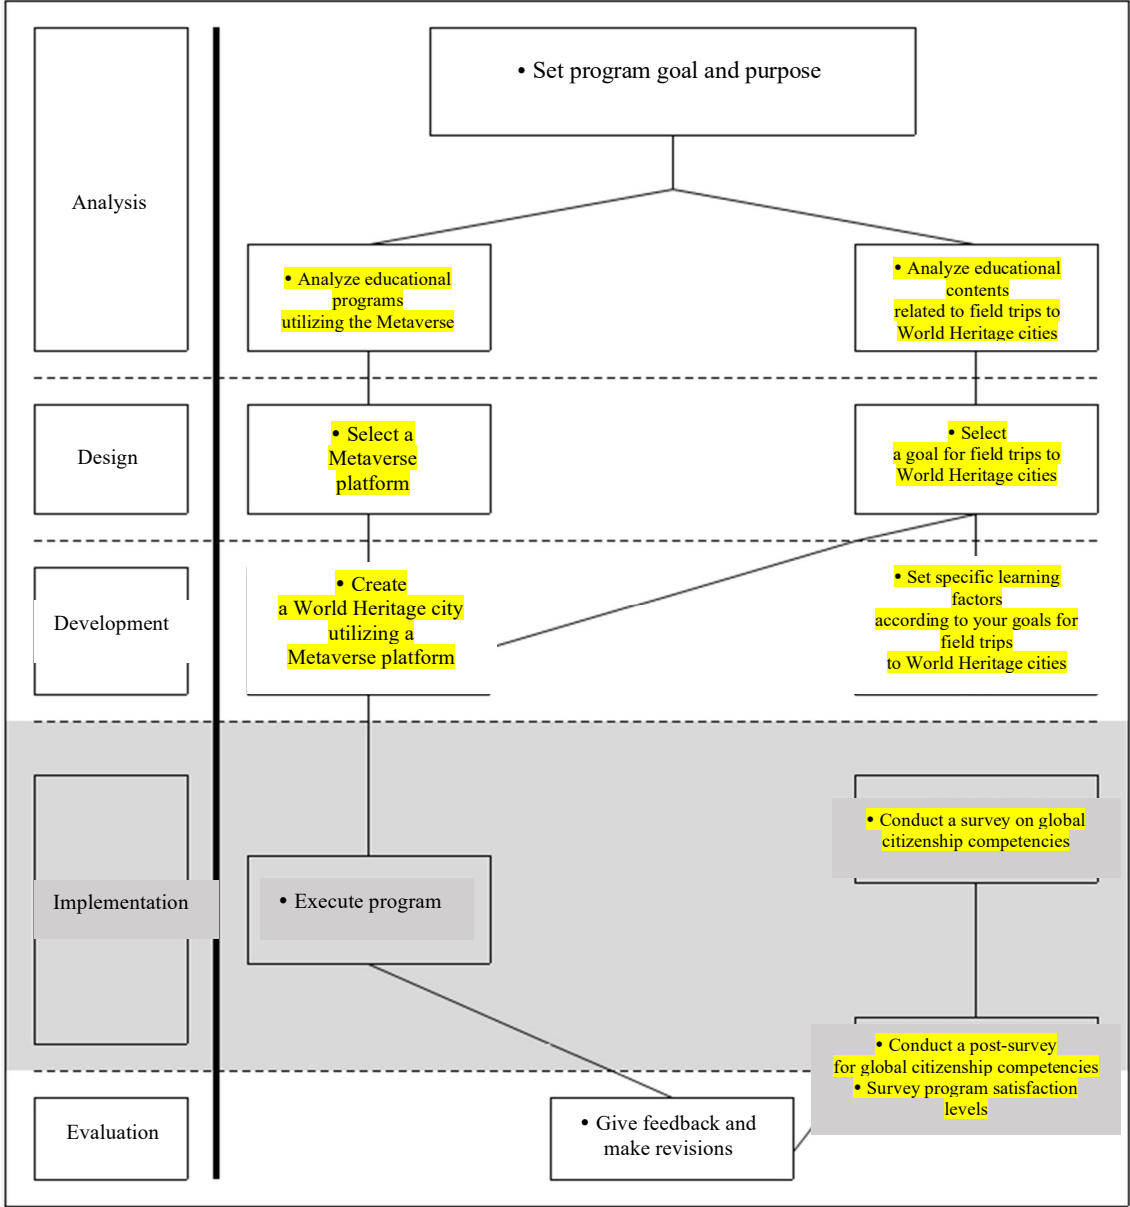 • Set program goal and purpose
Analysis
• Analyze educational
programs
utilizing the Metaverse
• Analyze educational
contents
related to field trips to
World Heritage cities
Design
• Select a
Metaverse
platform
• Select
a goal for field trips to
World Heritage cities
Development
• Create
a World Heritage city
utilizing a
Metaverse platform
• Set specific learning
factors
according to your goals for
field trips
to World Heritage cities
Implementation
• Execute program
• Conduct a survey on global
citizenship competencies
• Conduct a post-survey
for global citizenship competencies
• Survey program satisfaction
levels
Evaluation
• Give feedback and
make revisions